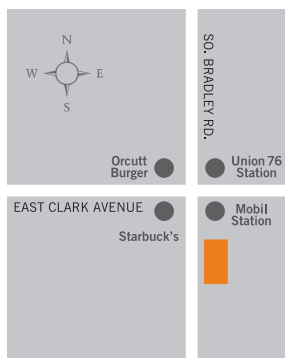 N
W E
S
SO. BRADLEY RD.
Orcutt
Burger
Union 76
Station
EAST CLARK AVENUE
Starbuck's
Mobil
Station